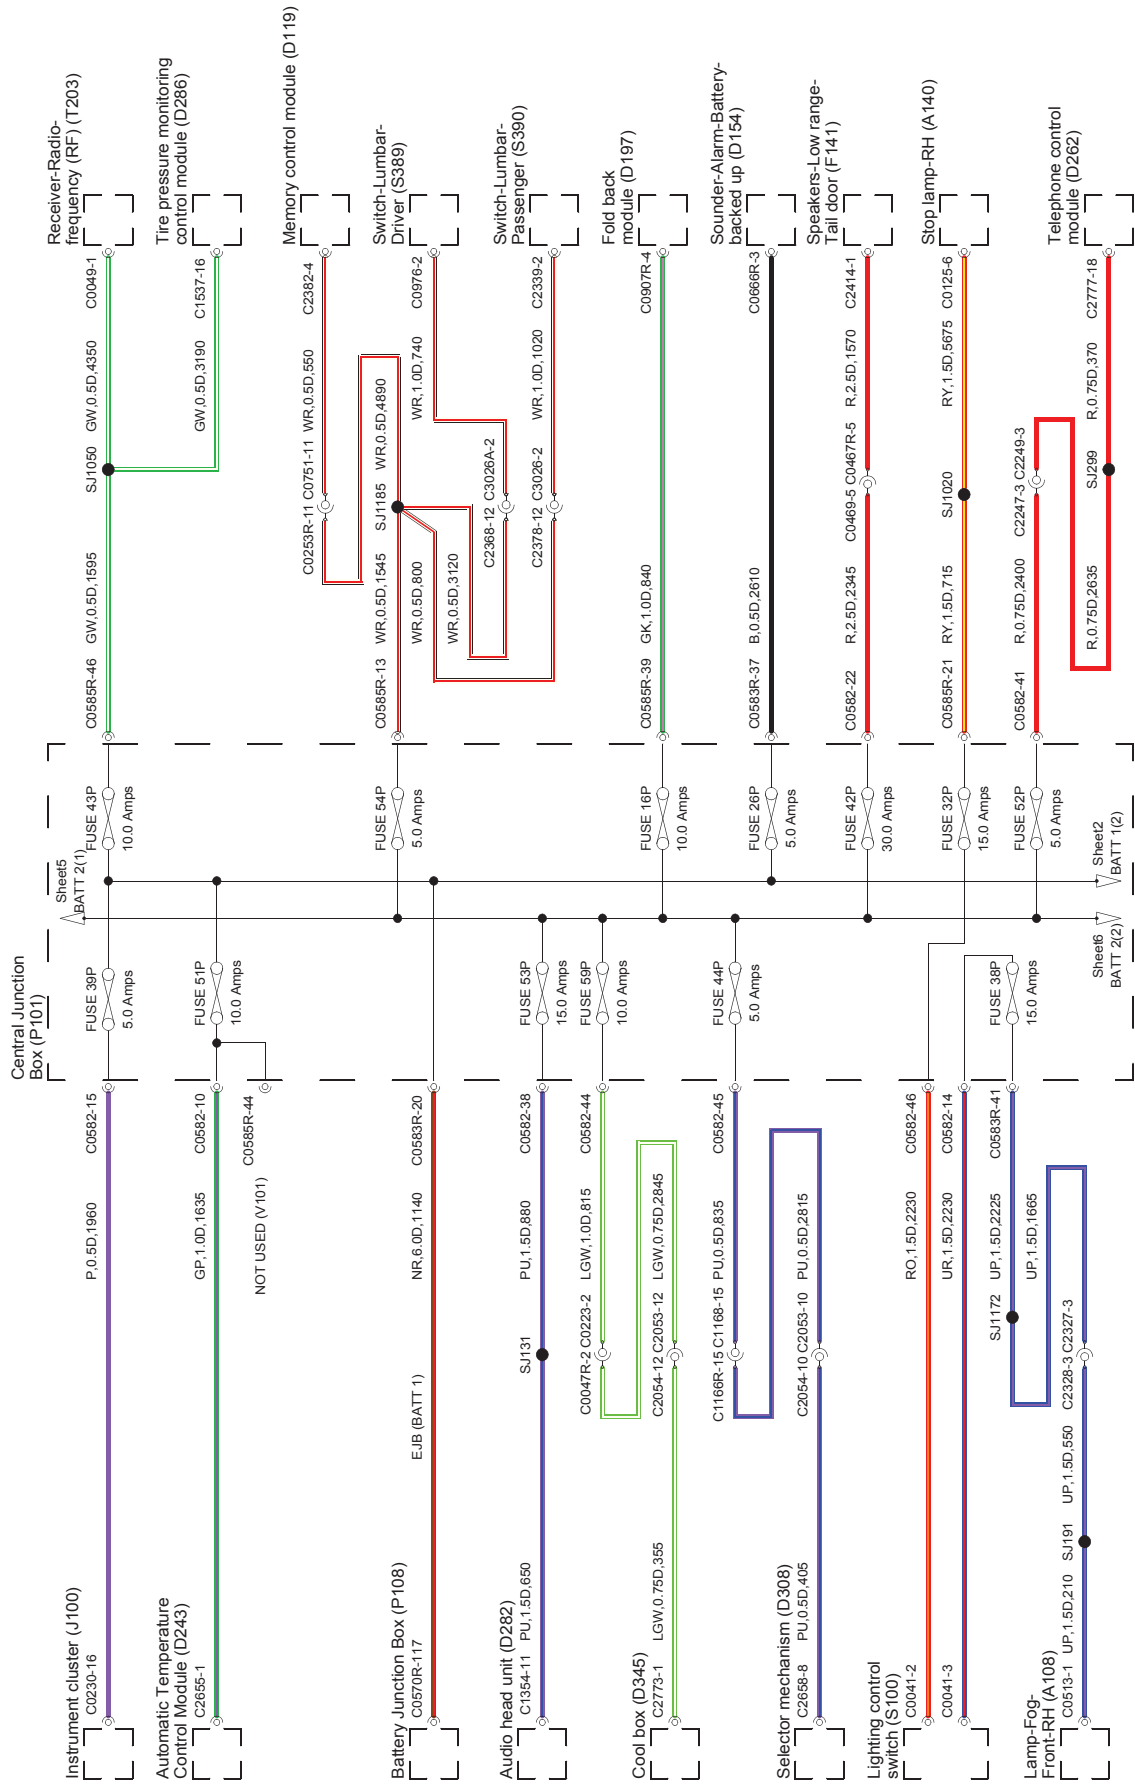 Central Junction
Box (P101)
Instrument cluster (J100)
C0230-16
P,0.5D,1960
C0582-15
FUSE 39P
5.0 Amps
Sheet5
BATT 2(1)
FUSE 43P
10.0 Amps
C0585R-46
GW,0.5D,1595
SJ1050
GW,0.5D,4350
C0049-1
Receiver-Radio-
frequency (RF) (T203)
Automatic Temperature
Control Module (D243)
C2655-1
GP,1.0D,1635
C0582-10
FUSE 51P
10.0 Amps
NOT USED (V101)
C0585R-44
GW,0.5D,3190
C1537-16
Tire pressure monitoring
control module (D286)
C0253R-11
C0751-11
WR,0.5D,550
C2382-4
Memory control module (D119)
FUSE 54P
5.0 Amps
C0585R-13
WR,0.5D,1545
SJ1185
WR,0.5D,4890
WR,0.5D,800
WR,0.5D,3120
WR,1.0D,740
C0976-2
Switch-Lumbar-
Driver (S389)
C2368-12
C3026A-2
C2378-12
C3026-2
WR,1.0D,1020
C2339-2
Switch-Lumbar-
Passenger (S390)
Battery Junction Box (P108)
C0570R-117
EJB (BATT 1)
NR,6.0D,1140
C0583R-20
Audio head unit (D282)
C1354-11
PU,1.5D,650
SJ131
PU,1.5D,880
C0582-38
FUSE 53P
15.0 Amps
Cool box (D345)
C2773-1
LGW,0.75D,355
C2054-12
C2053-12
LGW,0.75D,2845
C0047R-2
C0223-2
LGW,1.0D,815
C0582-44
FUSE 59P
10.0 Amps
FUSE 16P
10.0 Amps
C0585R-39
GK,1.0D,840
C0907R-4
Fold back
module (D197)
Selector mechanism (D308)
C2658-8
PU,0.5D,405
C2054-10
C2053-10
PU,0.5D,2815
C1166R-15
C1168-15
PU,0.5D,835
C0582-45
FUSE 44P
5.0 Amps
FUSE 26P
5.0 Amps
C0583R-37
B,0.5D,2610
C0666R-3
Sounder-Alarm-Battery-
backed up (D154)
FUSE 42P
30.0 Amps
C0582-22
R,2.5D,2345
C0469-5
C0467R-5
R,2.5D,1570
C2414-1
Speakers-Low range-
Tail door (F141)
Lighting control
switch (S100)
C0041-2
RO,1.5D,2230
C0582-46
C0041-3
UR,1.5D,2230
C0582-14
FUSE 32P
15.0 Amps
C0585R-21
RY,1.5D,715
SJ1020
RY,1.5D,5675
C0125-6
Stop lamp-RH (A140)
Lamp-Fog-
Front-RH (A108)
C0513-1
UP,1.5D,210
SJ191
UP,1.5D,550
C2328-3
C2327-3
UP,1.5D,1665
SJ1172
UP,1.5D,2225
C0583R-41
FUSE 38P
15.0 Amps
FUSE 52P
5.0 Amps
C0582-41
R,0.75D,2400
C2247-3
C2249-3
R,0.75D,2635
SJ299
R,0.75D,370
C2777-18
Telephone control
module (D262)
Sheet6
BATT 2(2)
Sheet2
BATT 1(2)